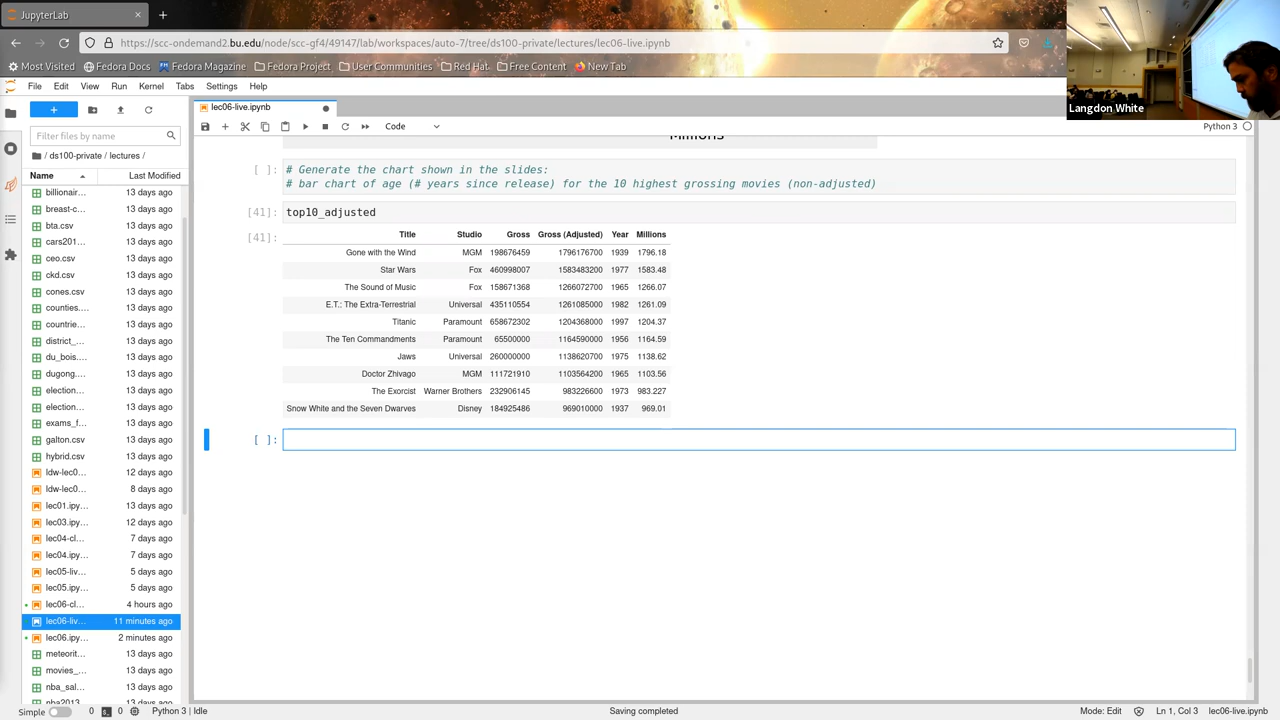 JupyterLab
https://scc-ondemand2.bu.edu/node/scc-gf4/49147/lab/workspaces/auto-7/tree/ds100-private/lectures/lec06-live.ipynb
Most Visited Fedora Docs Fedora Magazine Fedora Project User Communities Red Hat Free Content New Tab
Langdon White
File Edit View Run Kernel Tabs Settings Help
lec06-live.ipynb
Code
Python 3
Filter files by name
/ ds100-private / lectures /
Name Last Modified
billionair... 13 days ago
breast-c... 13 days ago
bta.csv 13 days ago
cars201... 13 days ago
ceo.csv 13 days ago
ckd.csv 13 days ago
cones.csv 13 days ago
counties.... 13 days ago
countrie... 13 days ago
district_... 13 days ago
du_bois.... 13 days ago
dugong.... 13 days ago
election... 13 days ago
election... 13 days ago
exams_f... 13 days ago
galton.csv 13 days ago
hybrid.csv 13 days ago
ldw-lec0... 12 days ago
ldw-lec0... 8 days ago
lec01.ipy... 13 days ago
lec03.ipy... 12 days ago
lec04-cl... 7 days ago
lec04.ipy... 7 days ago
lec05-liv... 5 days ago
lec05.ipy... 5 days ago
lec06-cl... 4 hours ago
lec06-liv... 11 minutes ago
lec06.ipy... 2 minutes ago
meteorit... 13 days ago
movies_... 13 days ago
nba_sal... 13 days ago
nba2013... 13 days ago
Millions
[ ]: # Generate the chart shown in the slides:
# bar chart of age (# years since release) for the 10 highest grossing movies (non-adjusted)
[41]: top10_adjusted
[41]: Title Studio Gross Gross (Adjusted) Year Millions
Gone with the Wind MGM 198676459 1796176700 1939 1796.18
Star Wars Fox 460998007 1583483200 1977 1583.48
The Sound of Music Fox 158671368 1266072700 1965 1266.07
E.T.: The Extra-Terrestrial Universal 435110554 1261085000 1982 1261.09
Titanic Paramount 658672302 1204368000 1997 1204.37
The Ten Commandments Paramount 65500000 1164590000 1956 1164.59
Jaws Universal 260000000 1138620700 1975 1138.62
Doctor Zhivago MGM 111721910 1103564200 1965 1103.56
The Exorcist Warner Brothers 232906145 983226600 1973 983.227
Snow White and the Seven Dwarves Disney 184925486 969010000 1937 969.01
[ ]:
Simple 0 0 Python 3 | Idle Saving completed Mode: Edit Ln 1, Col 3 lec06-live.ipynb